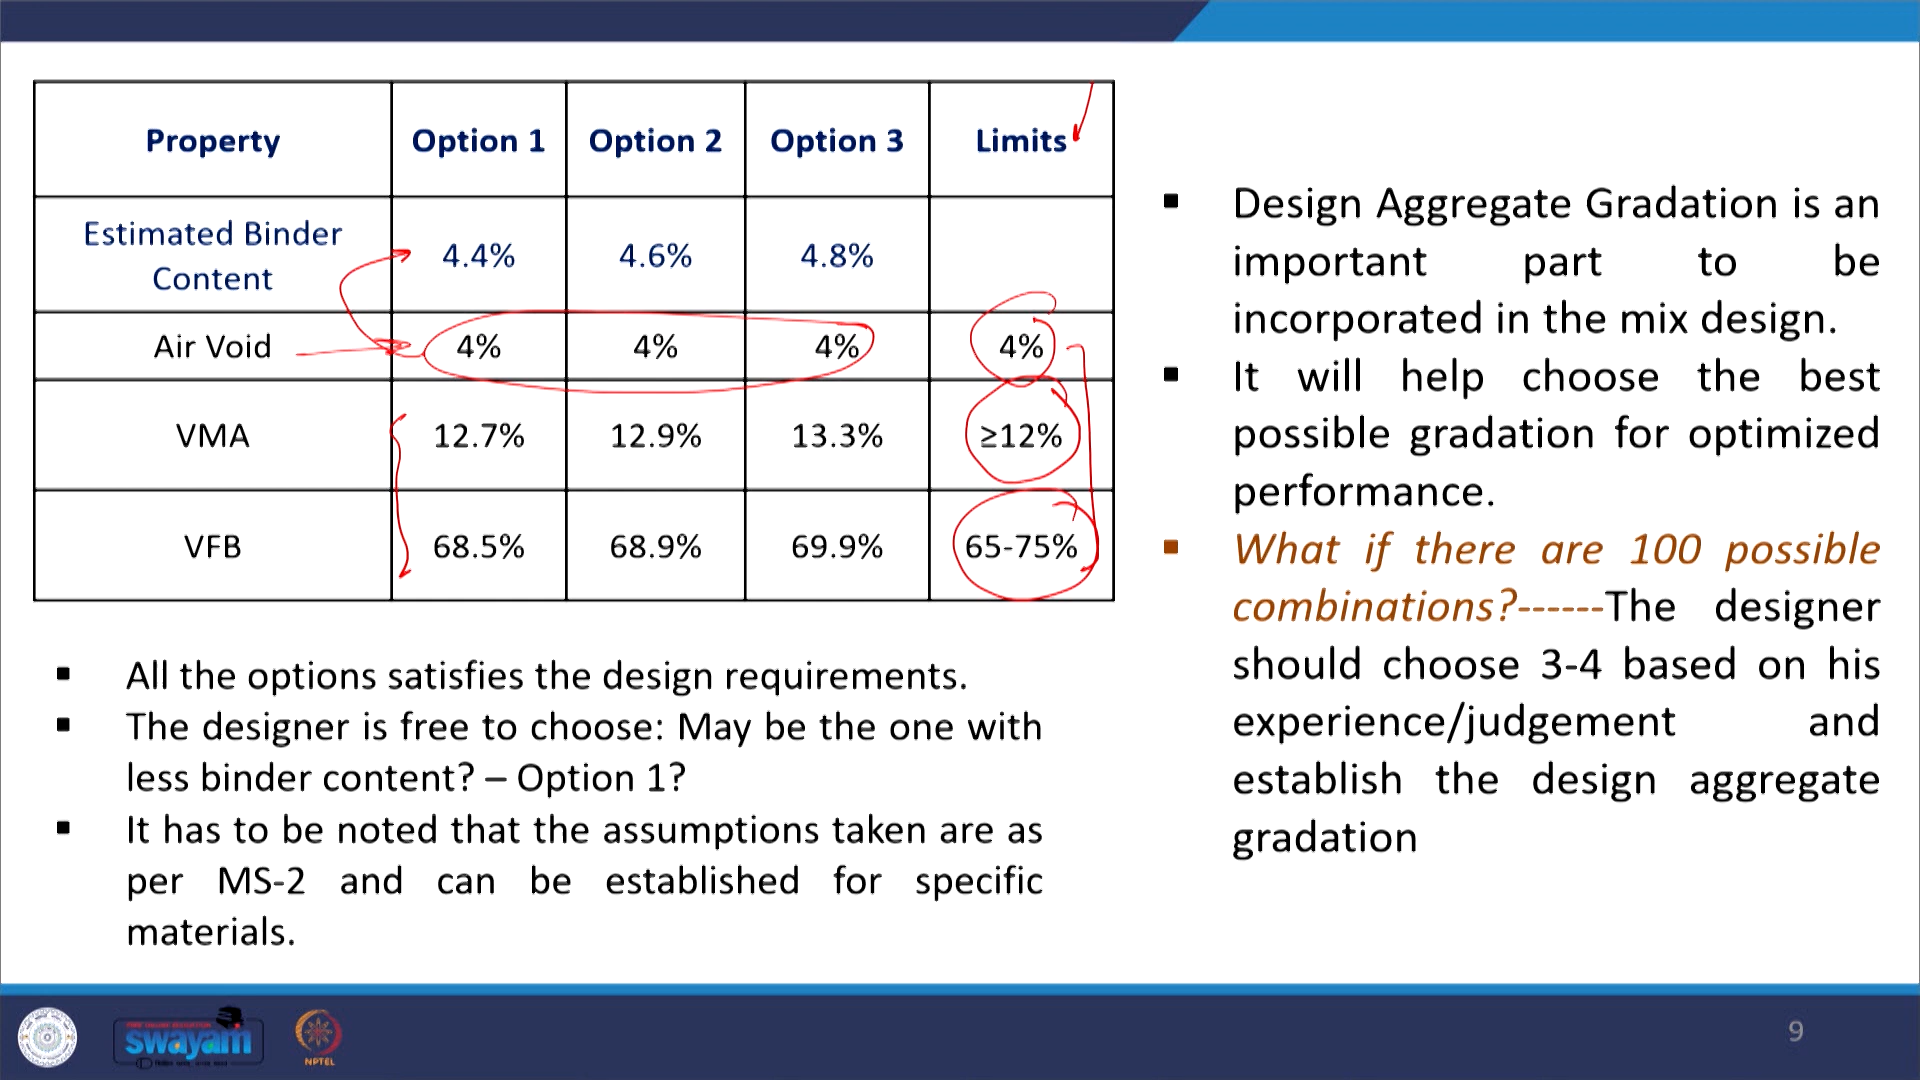 Property Option 1 Option 2 Option 3 Limits
Estimated Binder
Content
4.4% 4.6% 4.8%
Air Void 4% 4% 4% 4%
VMA 12.7% 12.9% 13.3% ≥12%
VFB 68.5% 68.9% 69.9% 65-75%
▪ All the options satisfies the design requirements.
▪ The designer is free to choose: May be the one with
less binder content? – Option 1?
▪ It has to be noted that the assumptions taken are as
per MS-2 and can be established for specific
materials.
▪ Design Aggregate Gradation is an
important part to be
incorporated in the mix design.
▪ It will help choose the best
possible gradation for optimized
performance.
▪ What if there are 100 possible
combinations?------The designer
should choose 3-4 based on his
experience/judgement and
establish the design aggregate
gradation
swayam
NPTEL
9